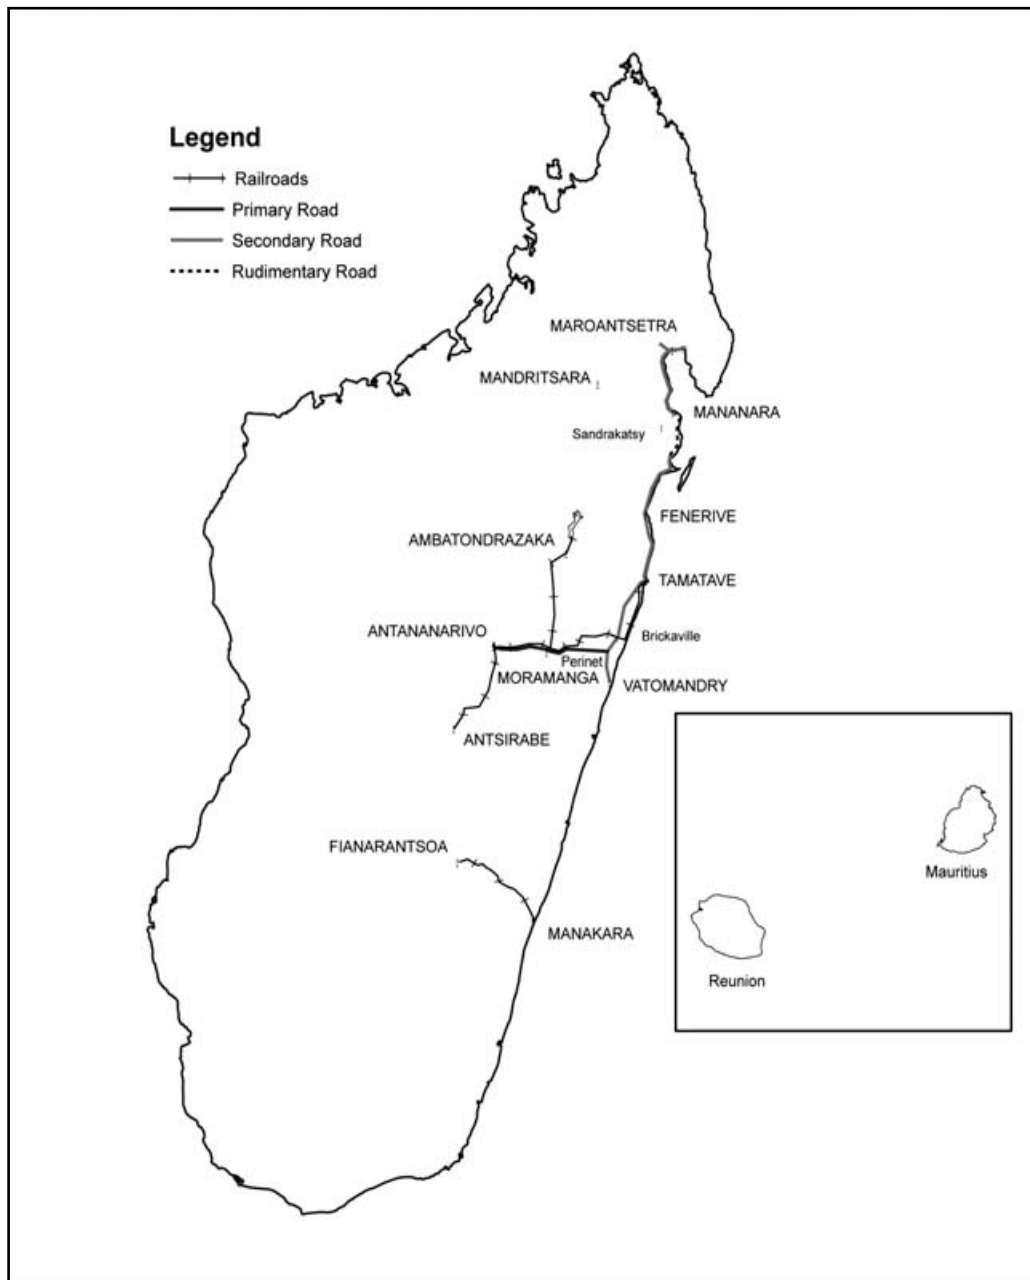 Legend
Railroads
Primary Road
Secondary Road
Rudimentary Road
MAROANTSETRA
MANDRITSARA
MANANARA
Sandrakatsy
FENERIVE
AMBATONDRAZAKA
TAMATAVE
ANTANANARIVO
Brickaville
Perinet
MORAMANGA
VATOMANDRY
ANTSIRABE
FIANARANTSOA
MANAKARA
Mauritius
Reunion